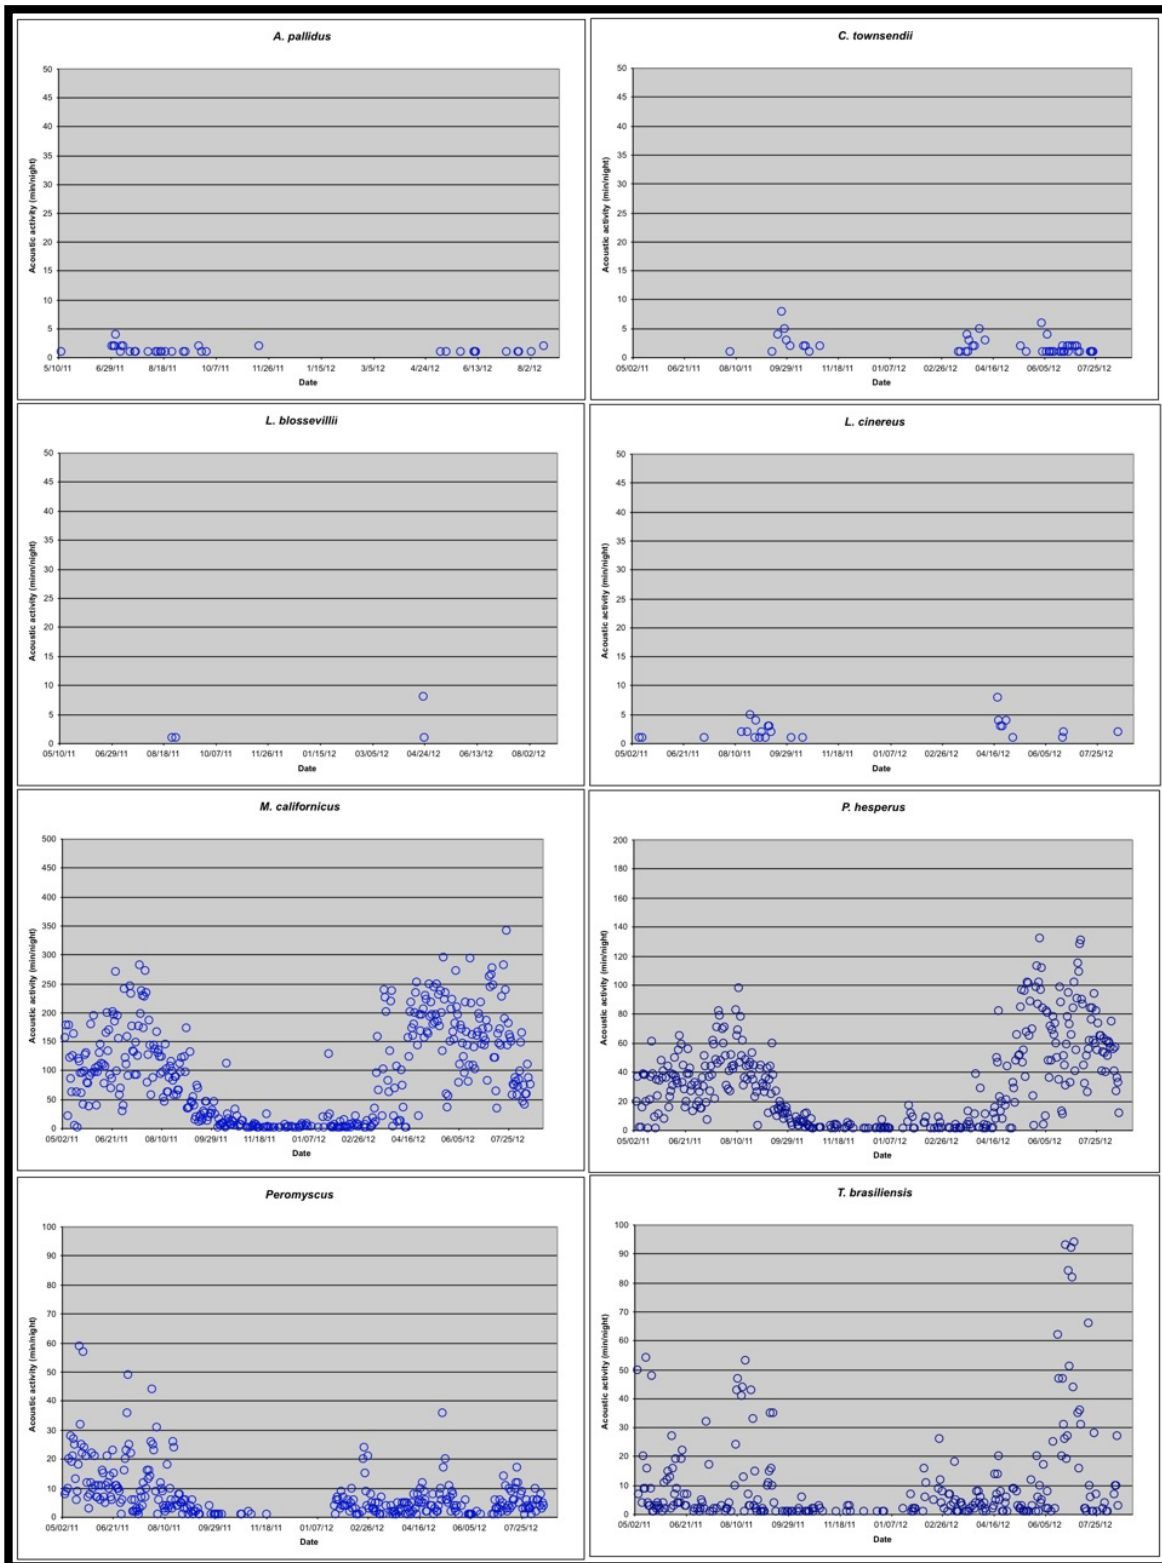 A. pallidus
50
45
40
35
30
25
20
15
10
5
0
Acoustic activity (min/night)
5/10/11 6/29/11 8/18/11 10/7/11 11/26/11 1/15/12 3/5/12 4/24/12 6/13/12 8/2/12
Date
C. townsendii
50
45
40
35
30
25
20
15
10
5
0
Acoustic activity (min/night)
05/02/11 06/21/11 08/10/11 09/29/11 11/18/11 01/07/12 02/26/12 04/16/12 06/05/12 07/25/12
Date
L. blossevillii
50
45
40
35
30
25
20
15
10
5
0
Acoustic activity (minn/night)
05/10/11 06/29/11 08/18/11 10/07/11 11/26/11 01/15/12 03/05/12 04/24/12 06/13/12 08/02/12
Date
L. cinereus
50
45
40
35
30
25
20
15
10
5
0
Acoustic activity (min/night)
05/02/11 06/21/11 08/10/11 09/29/11 11/18/11 01/07/12 02/26/12 04/16/12 06/05/12 07/25/12
Date
M. californicus
500
450
400
350
300
250
200
150
100
50
0
Acoustic activity (min/night)
05/02/11 06/21/11 08/10/11 09/29/11 11/18/11 01/07/12 02/26/12 04/16/12 06/05/12 07/25/12
Date
P. hesperus
200
180
160
140
120
100
80
60
40
20
0
Acoustic activity (min/night)
05/02/11 06/21/11 08/10/11 09/29/11 11/18/11 01/07/12 02/26/12 04/16/12 06/05/12 07/25/12
Date
Peromyscus
100
90
80
70
60
50
40
30
20
10
0
Acoustic activity (min/night)
05/02/11 06/21/11 08/10/11 09/29/11 11/18/11 01/07/12 02/26/12 04/16/12 06/05/12 07/25/12
Date
T. brasiliensis
100
90
80
70
60
50
40
30
20
10
0
Acoustic activity (min/night)
05/02/11 06/21/11 08/10/11 09/29/11 11/18/11 01/07/12 02/26/12 04/16/12 06/05/12 07/25/12
Date